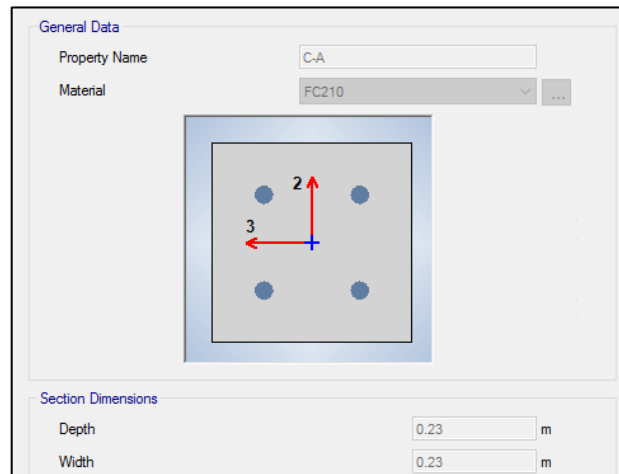 General Data
Property Name C-A
Material FC210 ...
2
3
Section Dimensions
Depth 0.23 m
Width 0.23 m